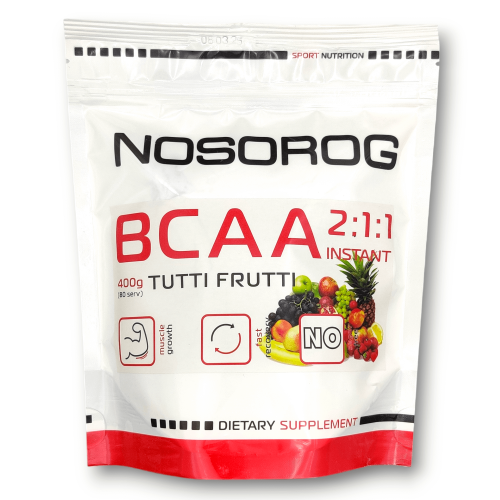 SPORT NUTRITION
NOSOROG
BCAA 2:1:1
INSTANT
400g TUTTI FRUTTI
(80 serv)
muscle
growth
fast
recovery
NO
DIETARY SUPPLEMENT